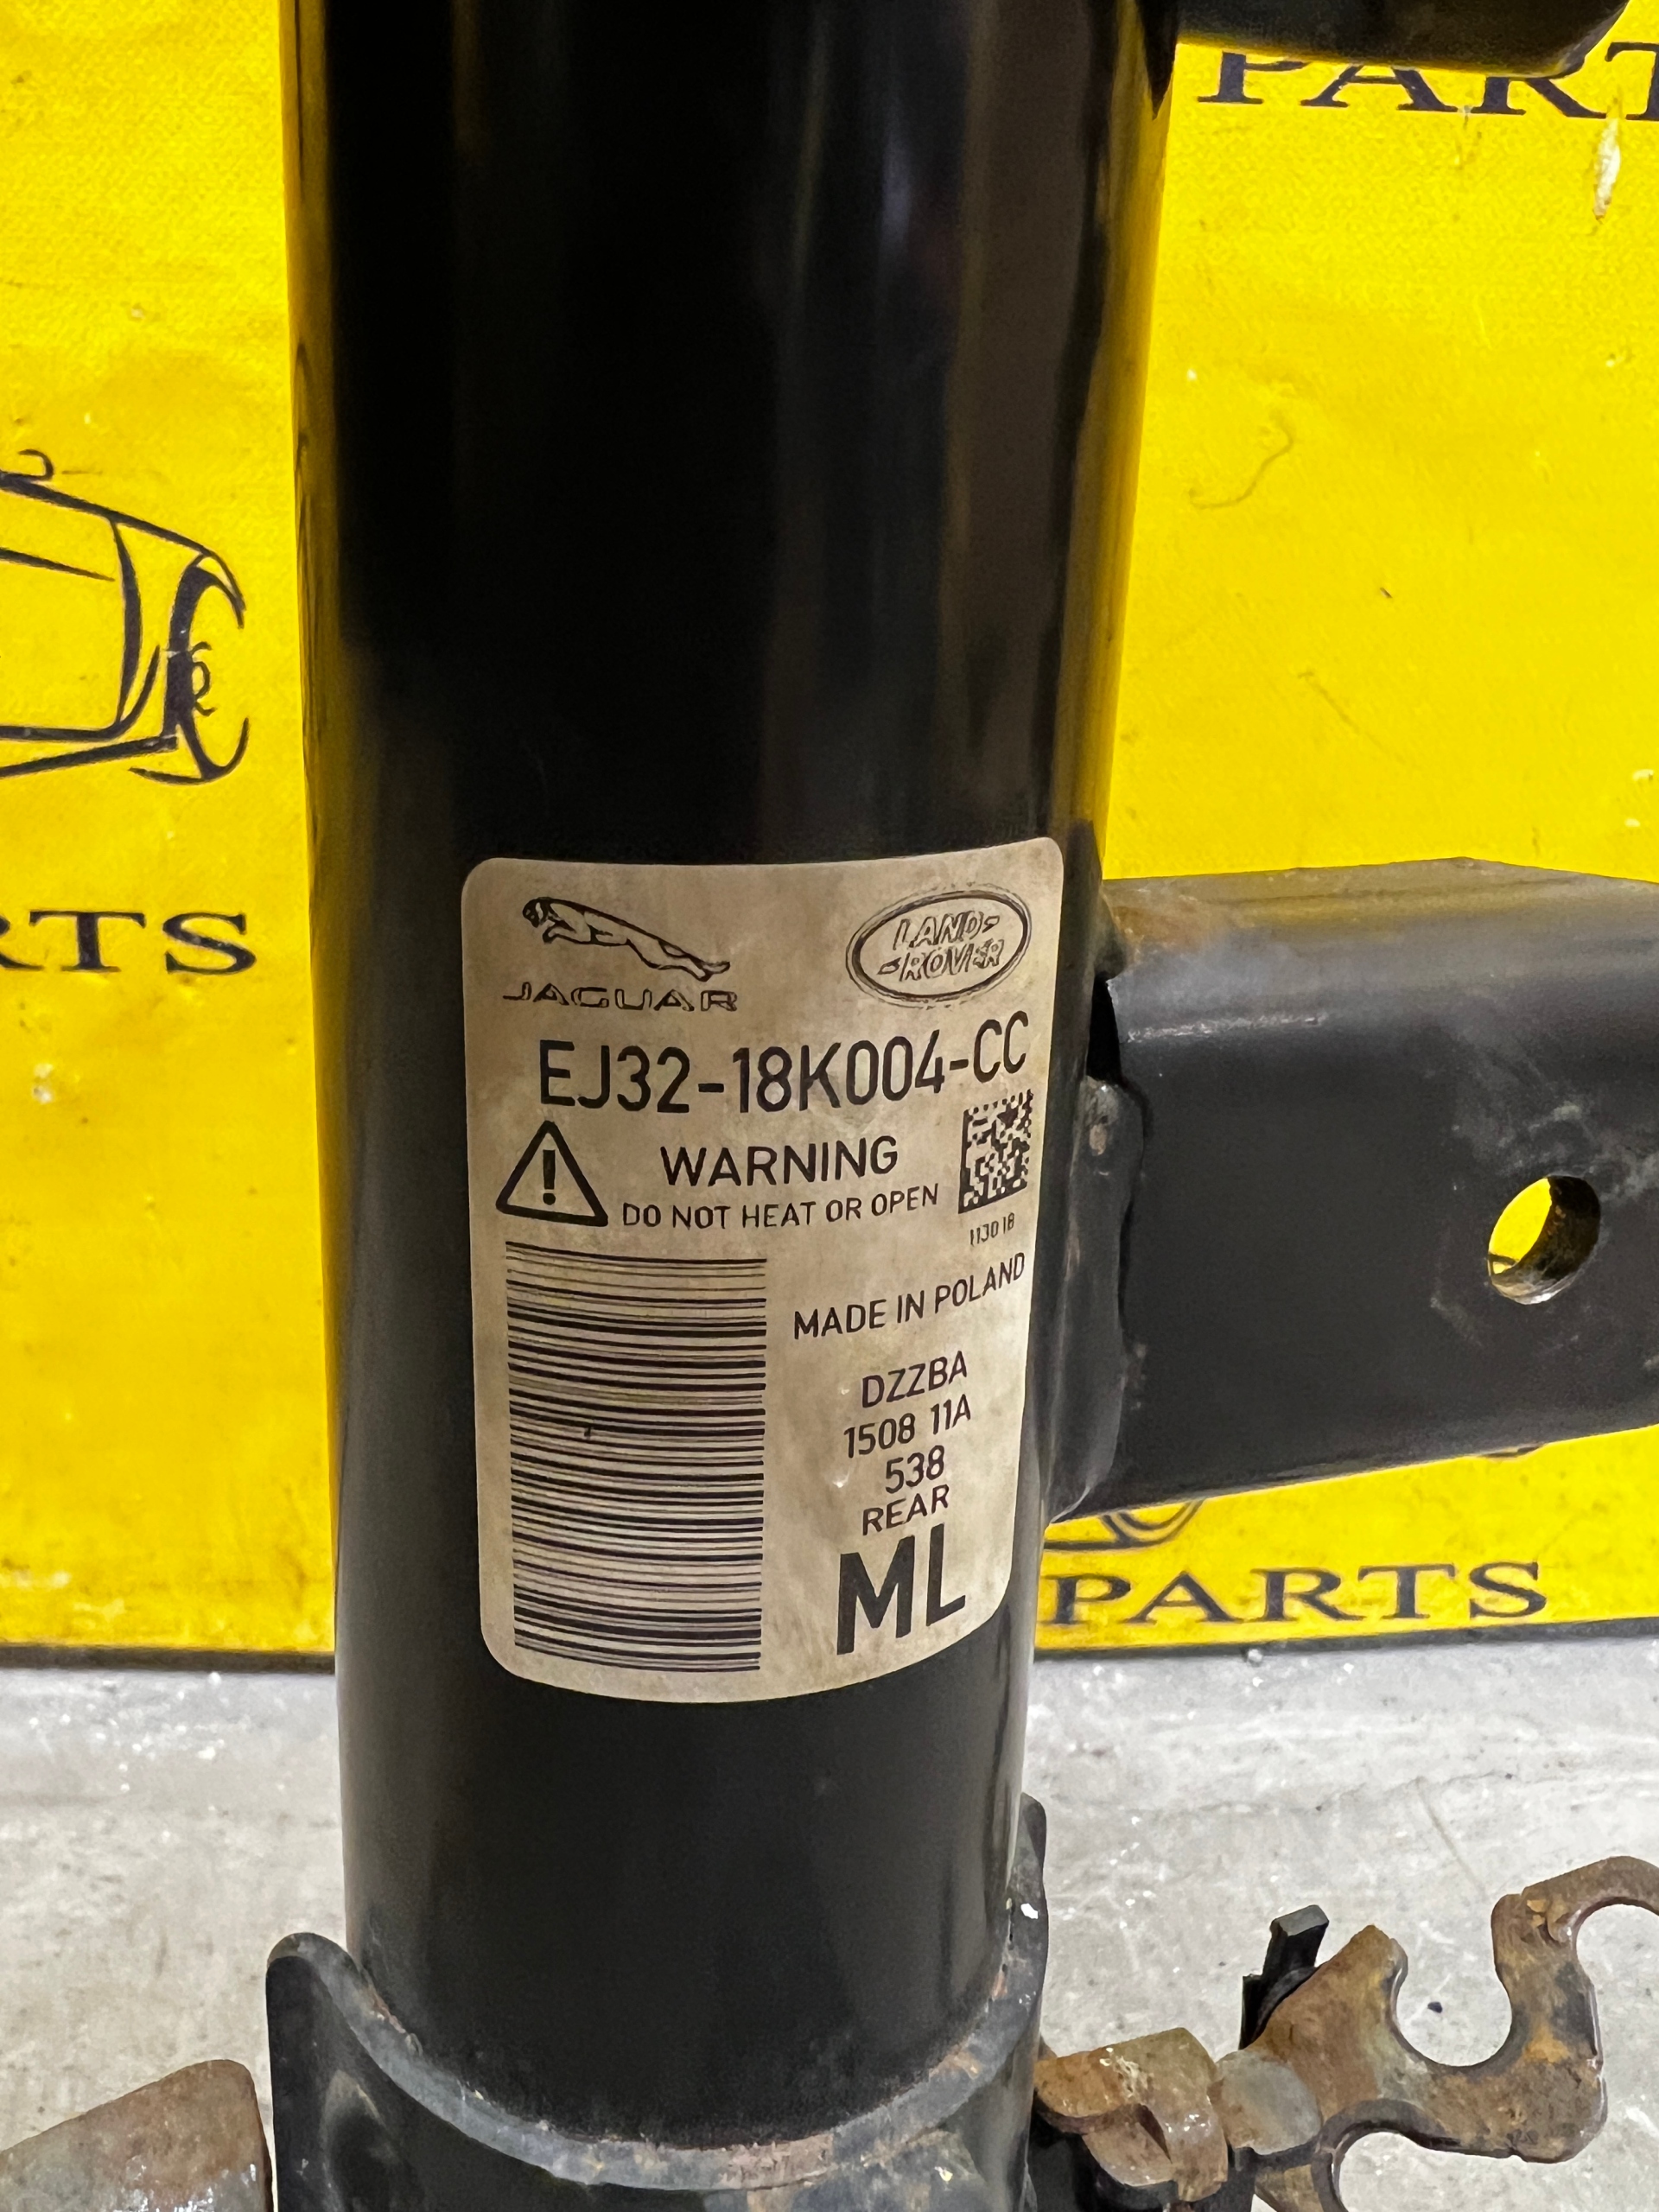 PART
RTS
JAGUAR
LAND-
-ROVER
EJ32-18K004-CC
WARNING
DO NOT HEAT OR OPEN
113018
MADE IN POLAND
DZZBA
1508 11A
538
REAR
ML
PARTS